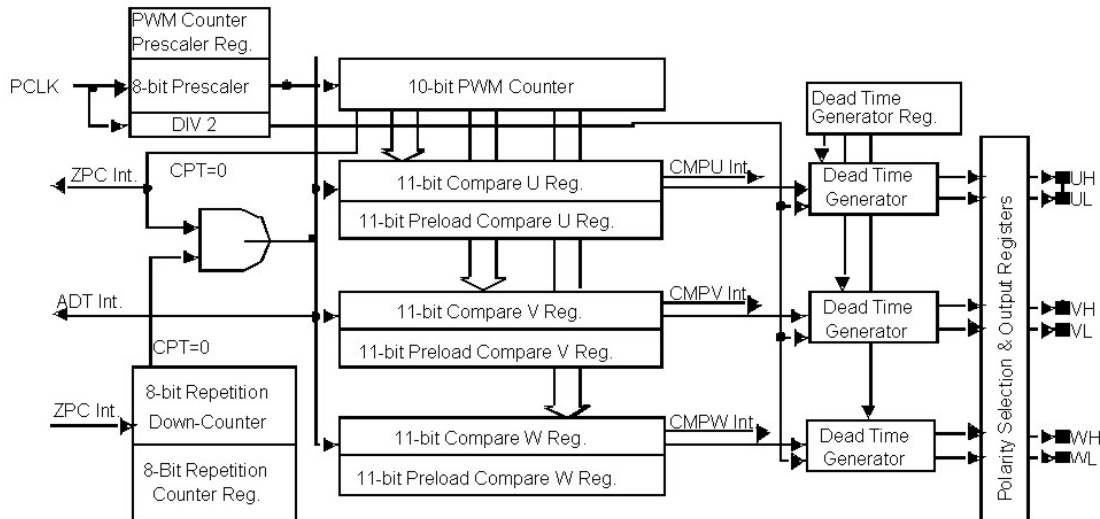 PWM Counter
Prescaler Reg.
PCLK
8-bit Prescaler
DIV 2
10-bit PWM Counter
Dead Time
Generator Reg.
ZPC Int.
CPT=0
11-bit Compare U Reg.
11-bit Preload Compare U Reg.
CMPU Int.
Dead Time
Generator
UH
UL
ADT Int.
CPT=0
11-bit Compare V Reg.
11-bit Preload Compare V Reg.
CMPV Int.
Dead Time
Generator
VH
VL
ZPC Int.
8-bit Repetition
Down-Counter
8-Bit Repetition
Counter Reg.
11-bit Compare W Reg.
11-bit Preload Compare W Reg.
CMPW Int.
Dead Time
Generator
WH
WL
Polarity Selection & Output Registers